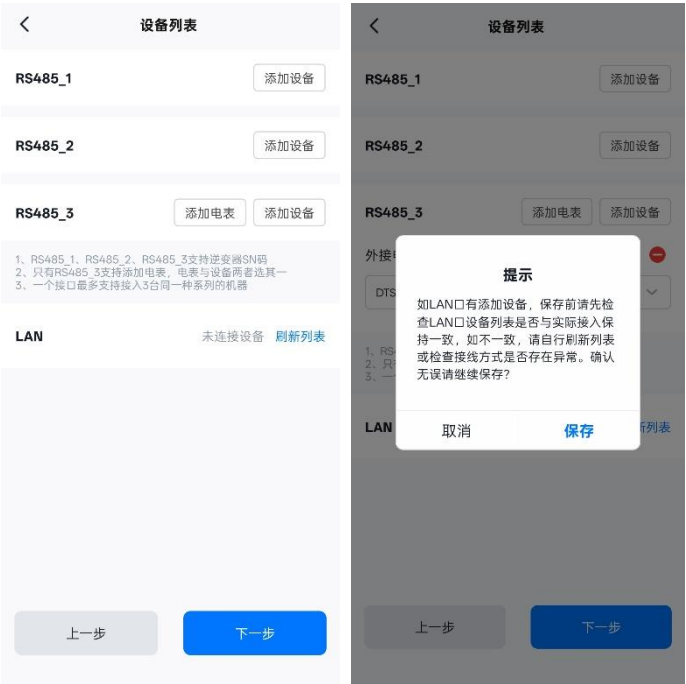 设备列表
RS485_1
添加设备
RS485_2
添加设备
RS485_3
添加电表
添加设备
1、RS485_1、RS485_2、RS485_3支持逆变器SN码
2、只有RS485_3支持添加电表，电表与设备两者选其一
3、一个接口最多支持接入3台同一种系列的机器
LAN
未连接设备
刷新列表
上一步
下一步
设备列表
RS485_1
添加设备
RS485_2
添加设备
RS485_3
添加电表
添加设备
外接
DTS
提示
如LAN口有添加设备，保存前请先检
查LAN口设备列表是否与实际接入保
持一致，如不一致，请自行刷新列表
或检查接线方式是否存在异常。确认
无误请继续保存？
取消
保存
1、RS
2、只
3、一
LAN
新列表
上一步
下一步